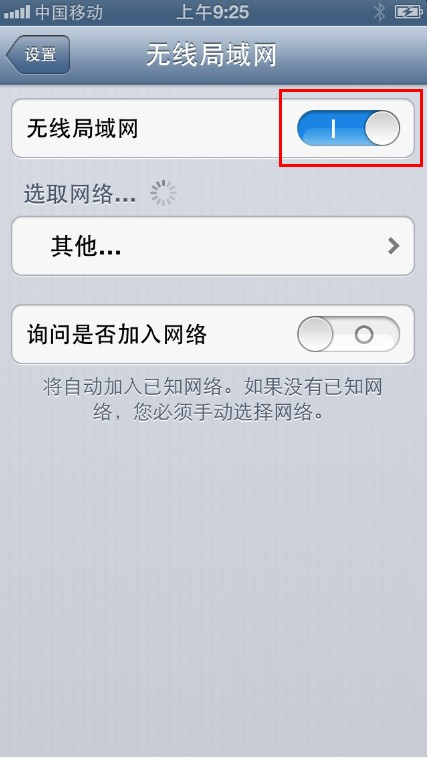 中国移动 上午9:25
设置 无线局域网
无线局域网
选取网络...
其他...
询问是否加入网络
将自动加入已知网络。如果没有已知网
络，您必须手动选择网络。